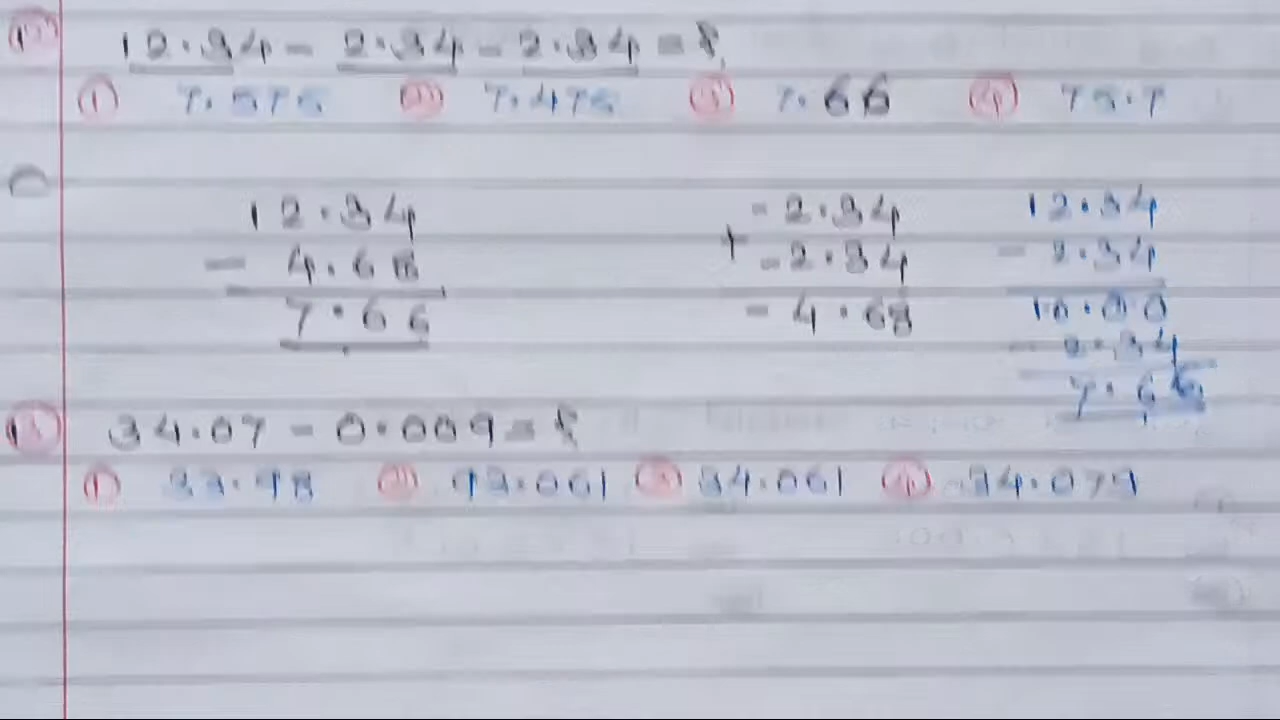 12.34 - 2.34 - 2.34 = ?
(1) 7.575 (2) 7.475 (3) 7.66 (4) 75.7
12.34 - 2.34 12.34
- 4.68 + - 2.34 - 2.34
7.66 - 4.68 10.00
- 2.34
7.66
34.07 - 0.009 = ?
(1) 33.98 (2) 43.061 (3) 34.061 (4) 34.079